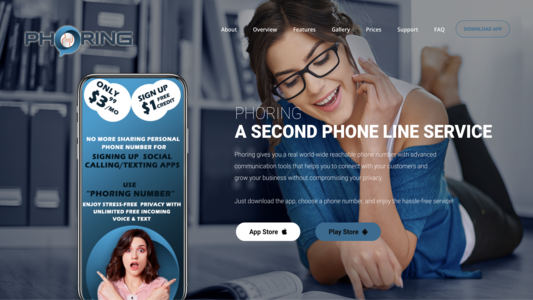 PHORING
About Overview Features Gallery Prices Support FAQ DOWNLOAD APP
ONLY
$3.99
/MO
SIGN UP
$1 FREE
CREDIT
NO MORE SHARING PERSONAL
PHONE NUMBER FOR
SIGNING UP SOCIAL
CALLING/TEXTING APPS
USE
"PHORING NUMBER"
ENJOY STRESS-FREE PRIVACY WITH
UNLIMITED FREE INCOMING
VOICE & TEXT
PHORING
A SECOND PHONE LINE SERVICE
Phoring gives you a real world-wide reachable phone number with advanced
communication tools that helps you to connect with your customers and
grow your business without compromising your privacy.
Just download the app, choose a phone number, and enjoy the hassle-free service!!
App Store
Play Store